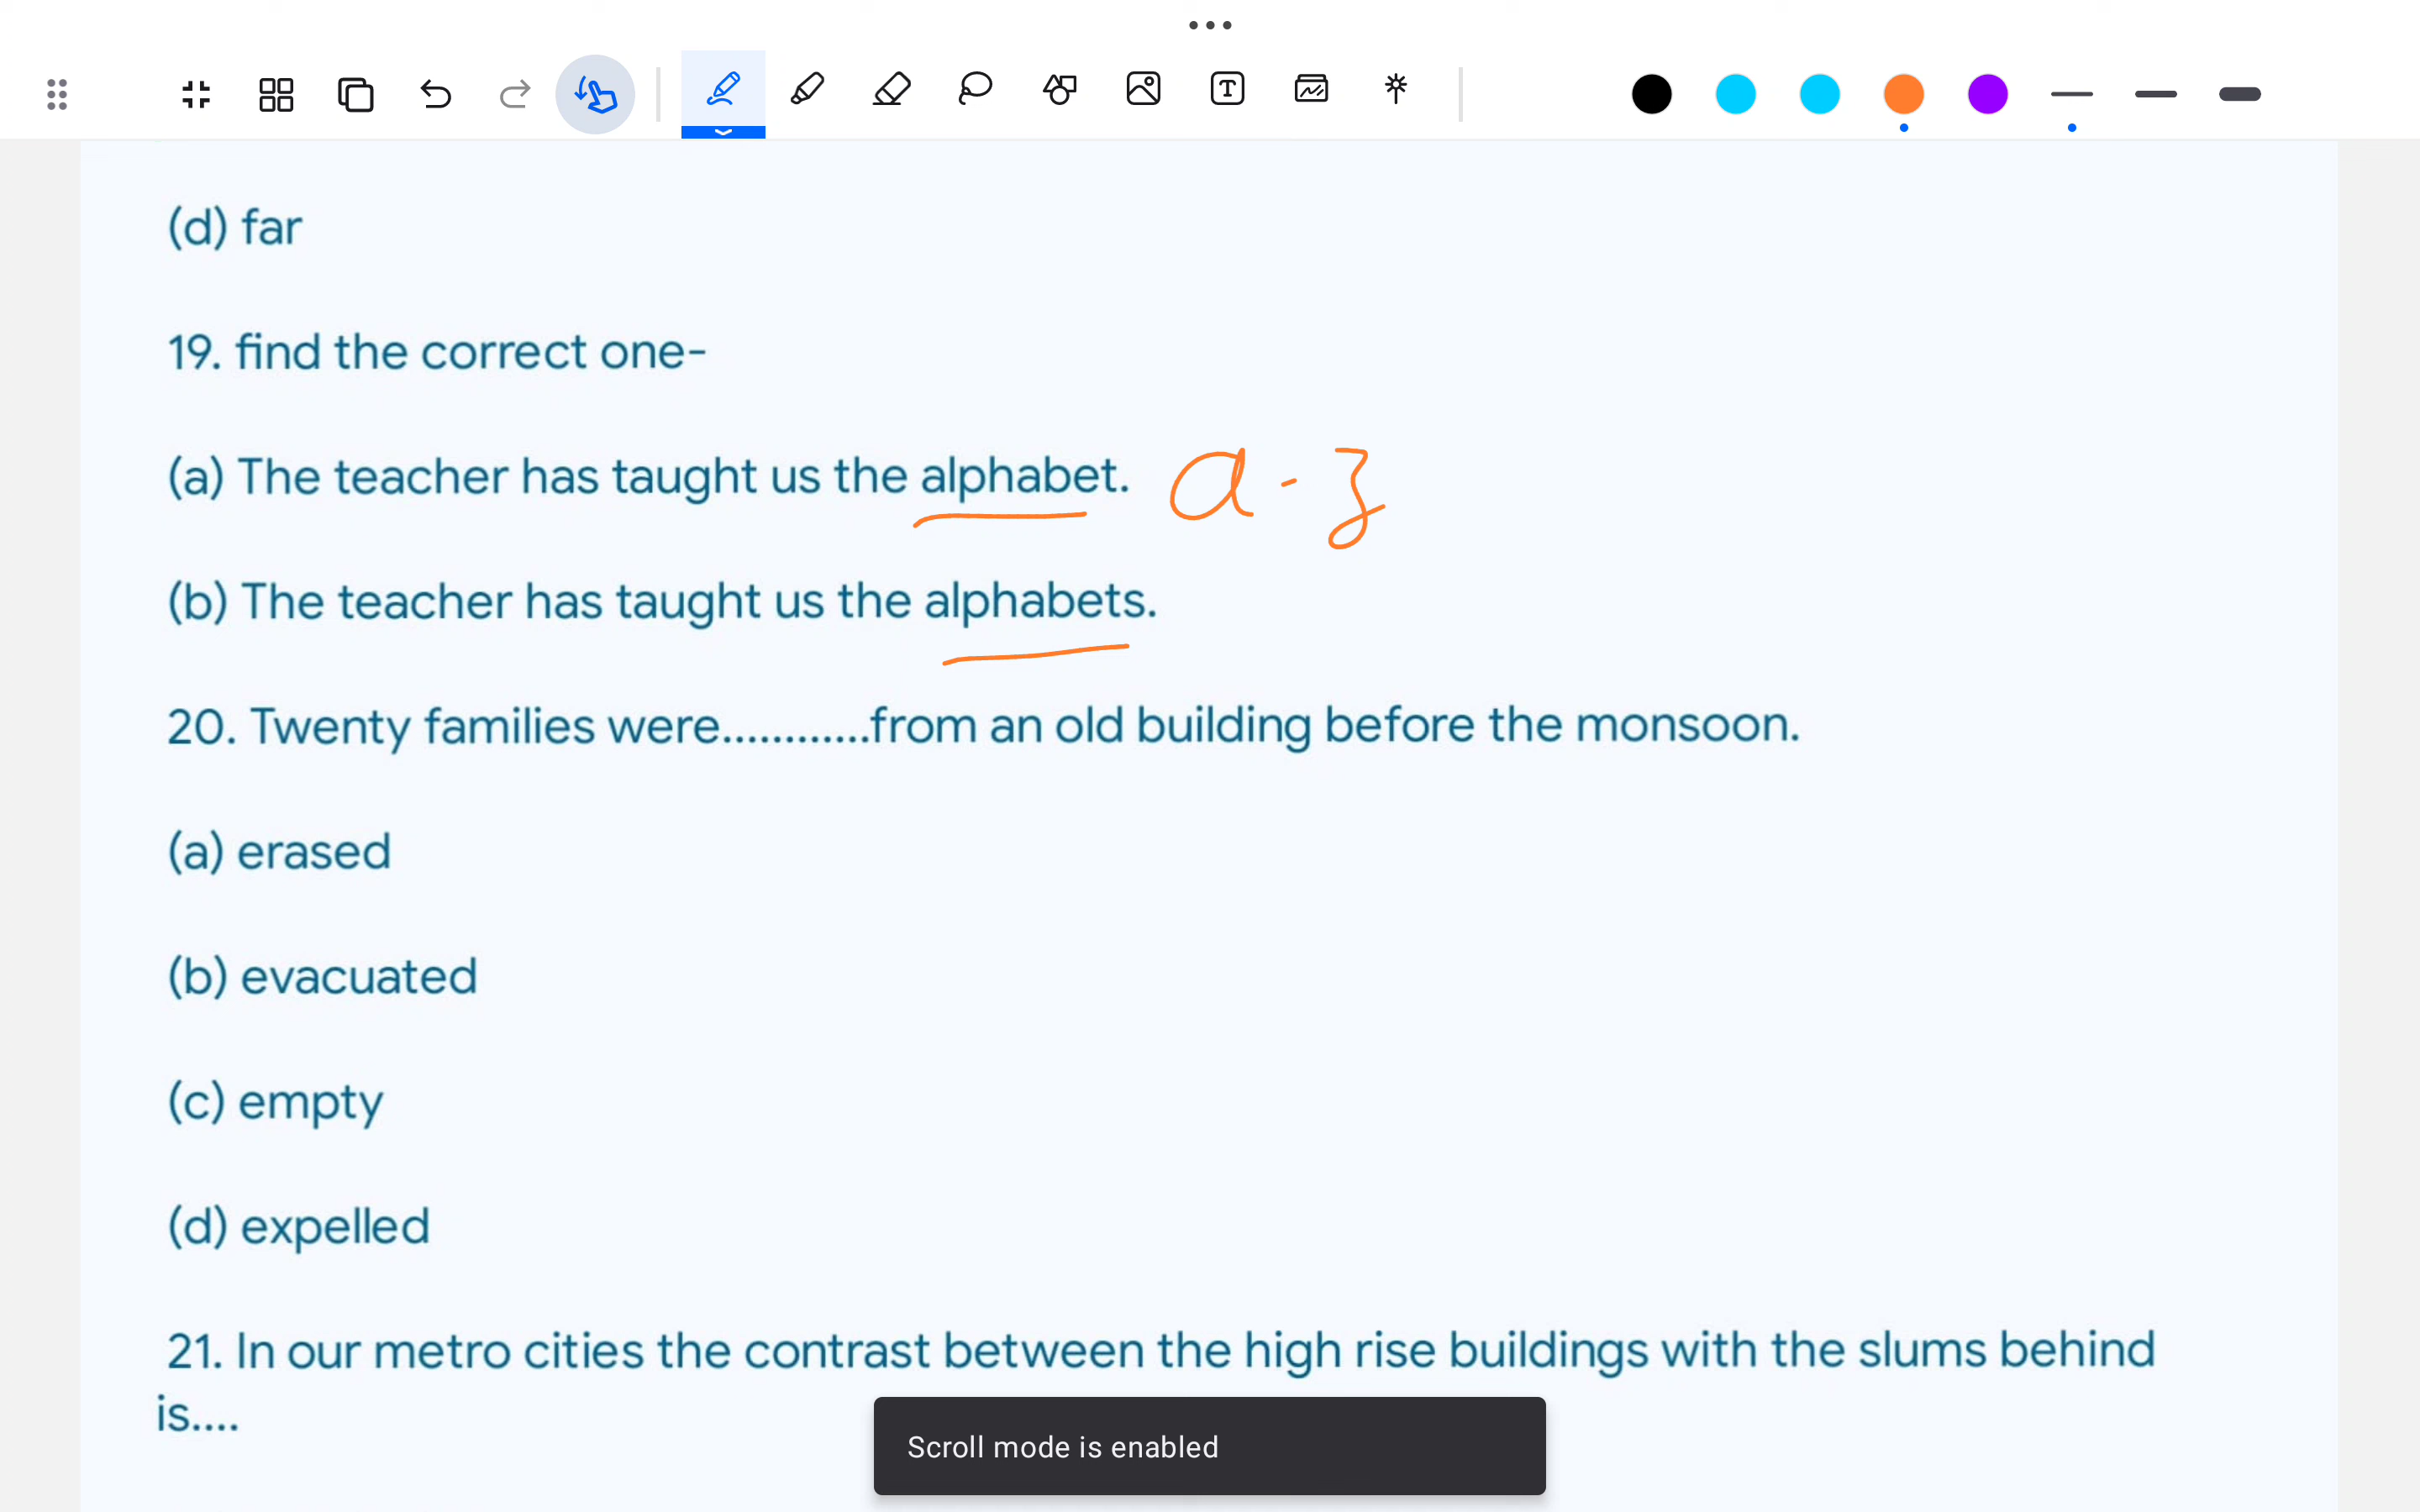 (d) far
19. find the correct one-
(a) The teacher has taught us the alphabet. a - z
(b) The teacher has taught us the alphabets.
20. Twenty families were............from an old building before the monsoon.
(a) erased
(b) evacuated
(c) empty
(d) expelled
21. In our metro cities the contrast between the high rise buildings with the slums behind
is....
Scroll mode is enabled